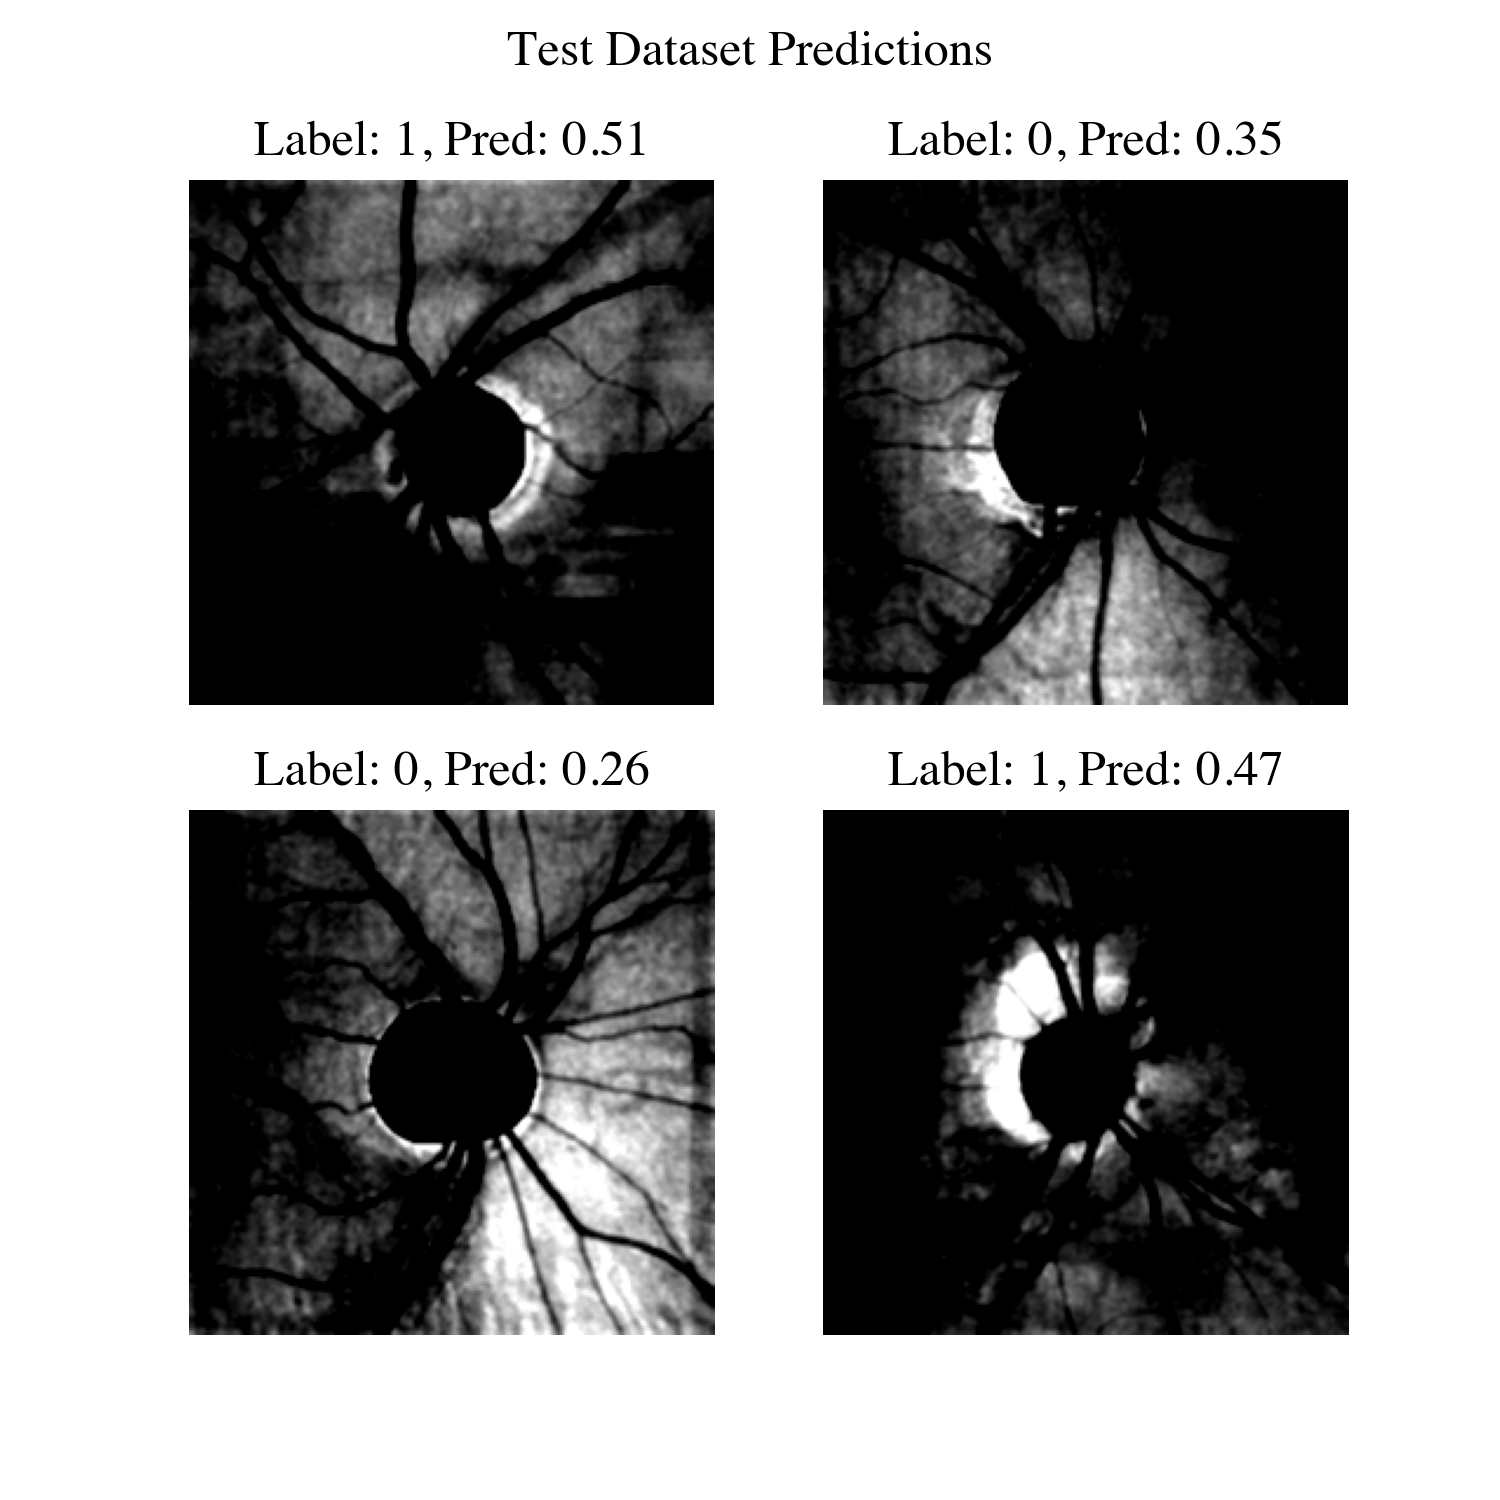 Test Dataset Predictions
Label: 1, Pred: 0.51
Label: 0, Pred: 0.35
Label: 0, Pred: 0.26
Label: 1, Pred: 0.47